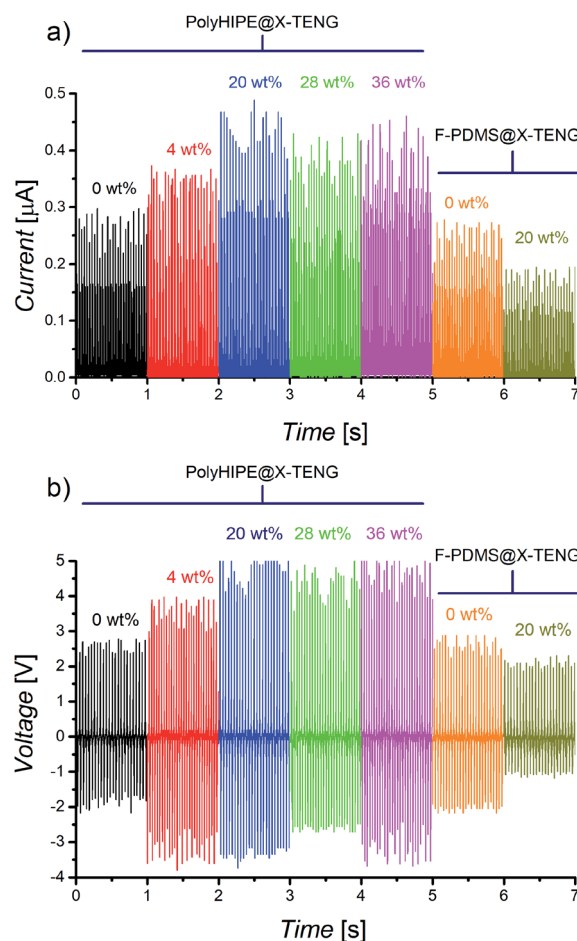 a)
PolyHIPE@X-TENG
20 wt% 28 wt% 36 wt%
4 wt%
0 wt%
F-PDMS@X-TENG
0 wt%
20 wt%
Current [µA]
0.5
0.4
0.3
0.2
0.1
0.0
0 1 2 3 4 5 6 7
Time [s]
b)
PolyHIPE@X-TENG
20 wt% 28 wt% 36 wt%
4 wt%
0 wt%
F-PDMS@X-TENG
0 wt%
20 wt%
Voltage [V]
5
4
3
2
1
0
-1
-2
-3
-4
0 1 2 3 4 5 6 7
Time [s]